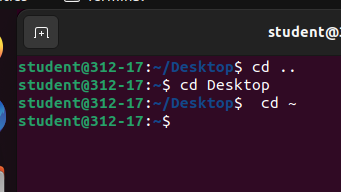 student@
student@312-17:~/Desktop$ cd ..
student@312-17:~$ cd Desktop
student@312-17:~/Desktop$  cd ~
student@312-17:~$